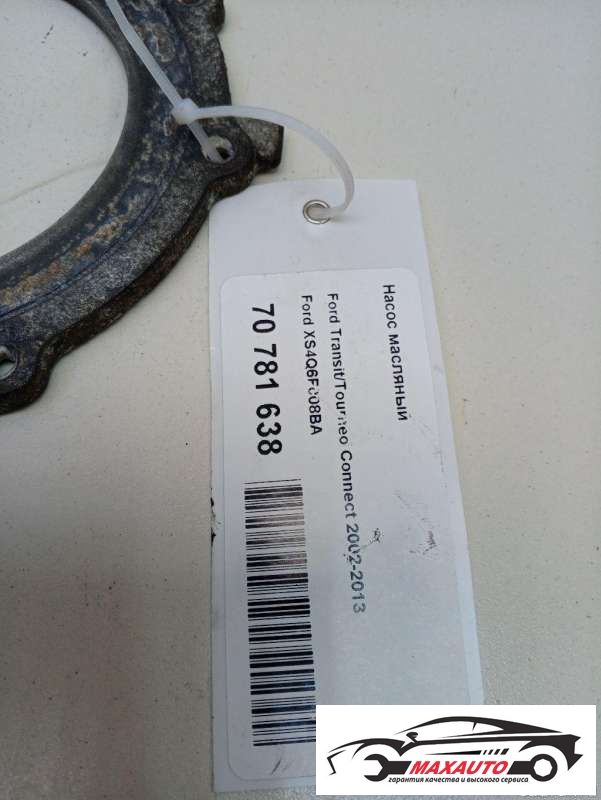 Насос масляный
Ford Transit/Tourneo Connect 2002-2013
Ford XS4Q6F008BA
70 781 638
MAXAUTO
гарантия качества и высокого сервиса